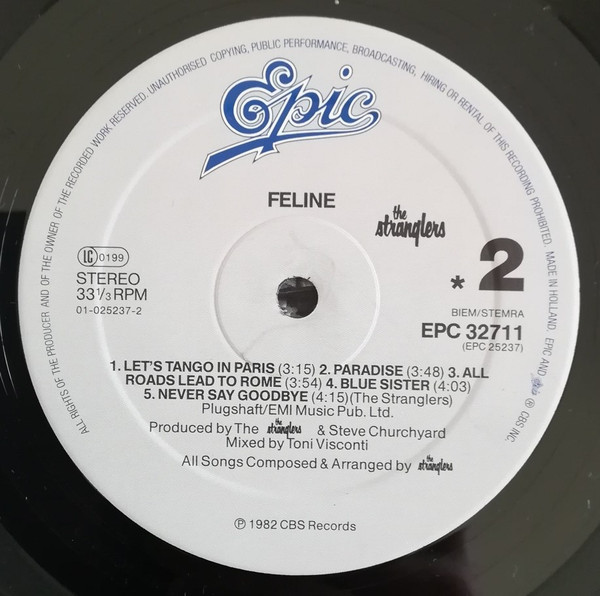 ALL RIGHTS OF THE PRODUCER AND OF THE OWNER OF THE RECORDED WORK RESERVED. UNAUTHORISED COPYING, PUBLIC PERFORMANCE, BROADCASTING, HIRING OR RENTAL OF THIS RECORDING PROHIBITED. MADE IN HOLLAND. EPIC AND ℗ CBS INC.
Epic
FELINE
the stranglers
LC 0199
* 2
STEREO
33 1/3 RPM
01-025237-2
BIEM/STEMRA
EPC 32711
(EPC 25237)
1. LET'S TANGO IN PARIS (3:15) 2. PARADISE (3:48) 3. ALL
ROADS LEAD TO ROME (3:54) 4. BLUE SISTER (4:03)
5. NEVER SAY GOODBYE (4:15)(The Stranglers)
Plugshaft/EMI Music Pub. Ltd.
Produced by The the stranglers & Steve Churchyard
Mixed by Toni Visconti
All Songs Composed & Arranged by the stranglers
℗ 1982 CBS Records